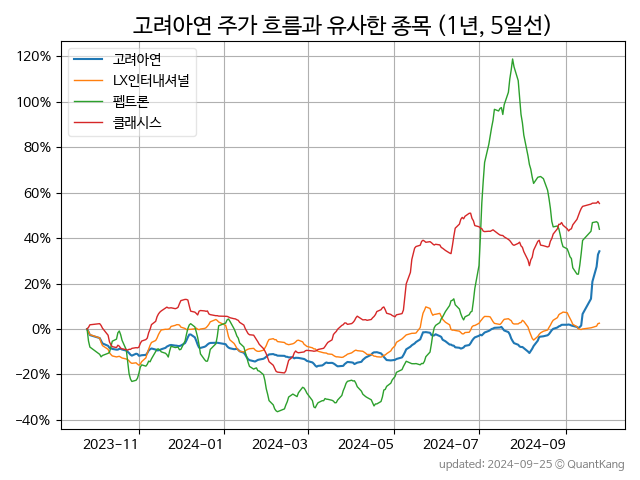 고려아연 주가 흐름과 유사한 종목 (1년, 5일선)
고려아연
LX인터내셔널
펩트론
클래시스
120%
100%
80%
60%
40%
20%
0%
−20%
−40%
2023-11
2024-01
2024-03
2024-05
2024-07
2024-09
updated: 2024-09-25 © QuantKang